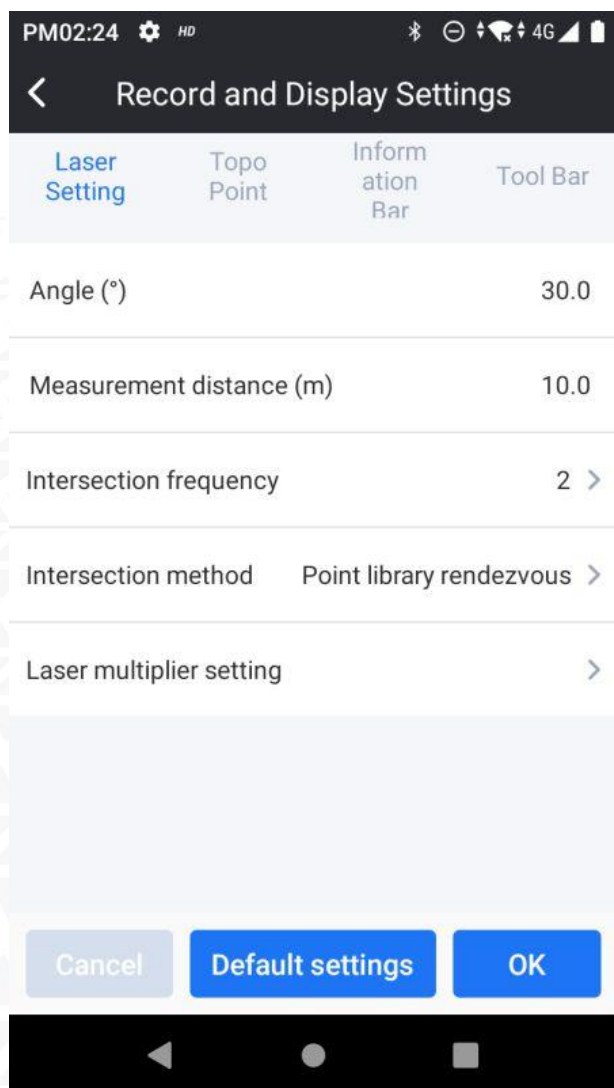 PM02:24 HD 4G
Record and Display Settings
Laser
Setting
Topo
Point
Inform
ation
Bar
Tool Bar
Angle (°) 30.0
Measurement distance (m) 10.0
Intersection frequency 2
Intersection method Point library rendezvous
Laser multiplier setting
Cancel Default settings OK